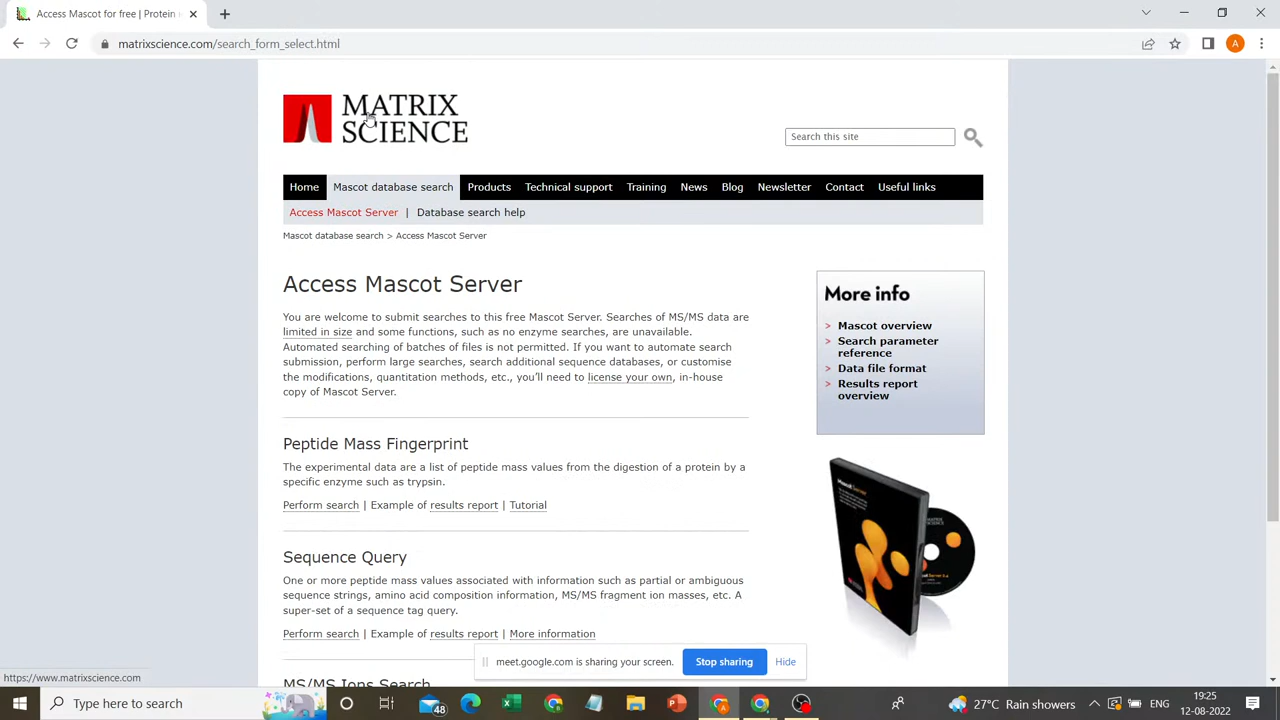 Access Mascot for free | Protein
matrixscience.com/search_form_select.html
A
MATRIX
SCIENCE
Search this site
Home Mascot database search Products Technical support Training News Blog Newsletter Contact Useful links
Access Mascot Server | Database search help
Mascot database search > Access Mascot Server
Access Mascot Server
You are welcome to submit searches to this free Mascot Server. Searches of MS/MS data are
limited in size and some functions, such as no enzyme searches, are unavailable.
Automated searching of batches of files is not permitted. If you want to automate search
submission, perform large searches, search additional sequence databases, or customise
the modifications, quantitation methods, etc., you'll need to license your own, in-house
copy of Mascot Server.
More info
> Mascot overview
> Search parameter
reference
> Data file format
> Results report
overview
Peptide Mass Fingerprint
The experimental data are a list of peptide mass values from the digestion of a protein by a
specific enzyme such as trypsin.
Perform search | Example of results report | Tutorial
Sequence Query
One or more peptide mass values associated with information such as partial or ambiguous
sequence strings, amino acid composition information, MS/MS fragment ion masses, etc. A
super-set of a sequence tag query.
Perform search | Example of results report | More information
meet.google.com is sharing your screen. Stop sharing Hide
MS/MS Ions Search
https://www.matrixscience.com
Type here to search
48
27°C Rain showers
ENG
19:25
12-08-2022